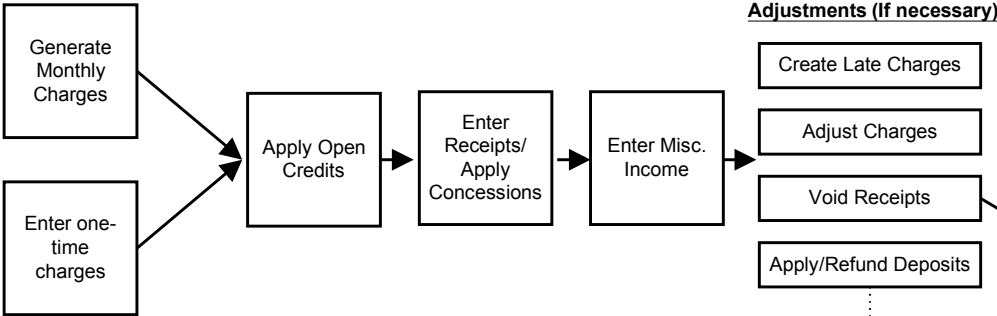 Adjustments (If necessary)
Generate
Monthly
Charges
Enter one-
time
charges
Apply Open
Credits
Enter
Receipts/
Apply
Concessions
Enter Misc.
Income
Create Late Charges
Adjust Charges
Void Receipts
Apply/Refund Deposits